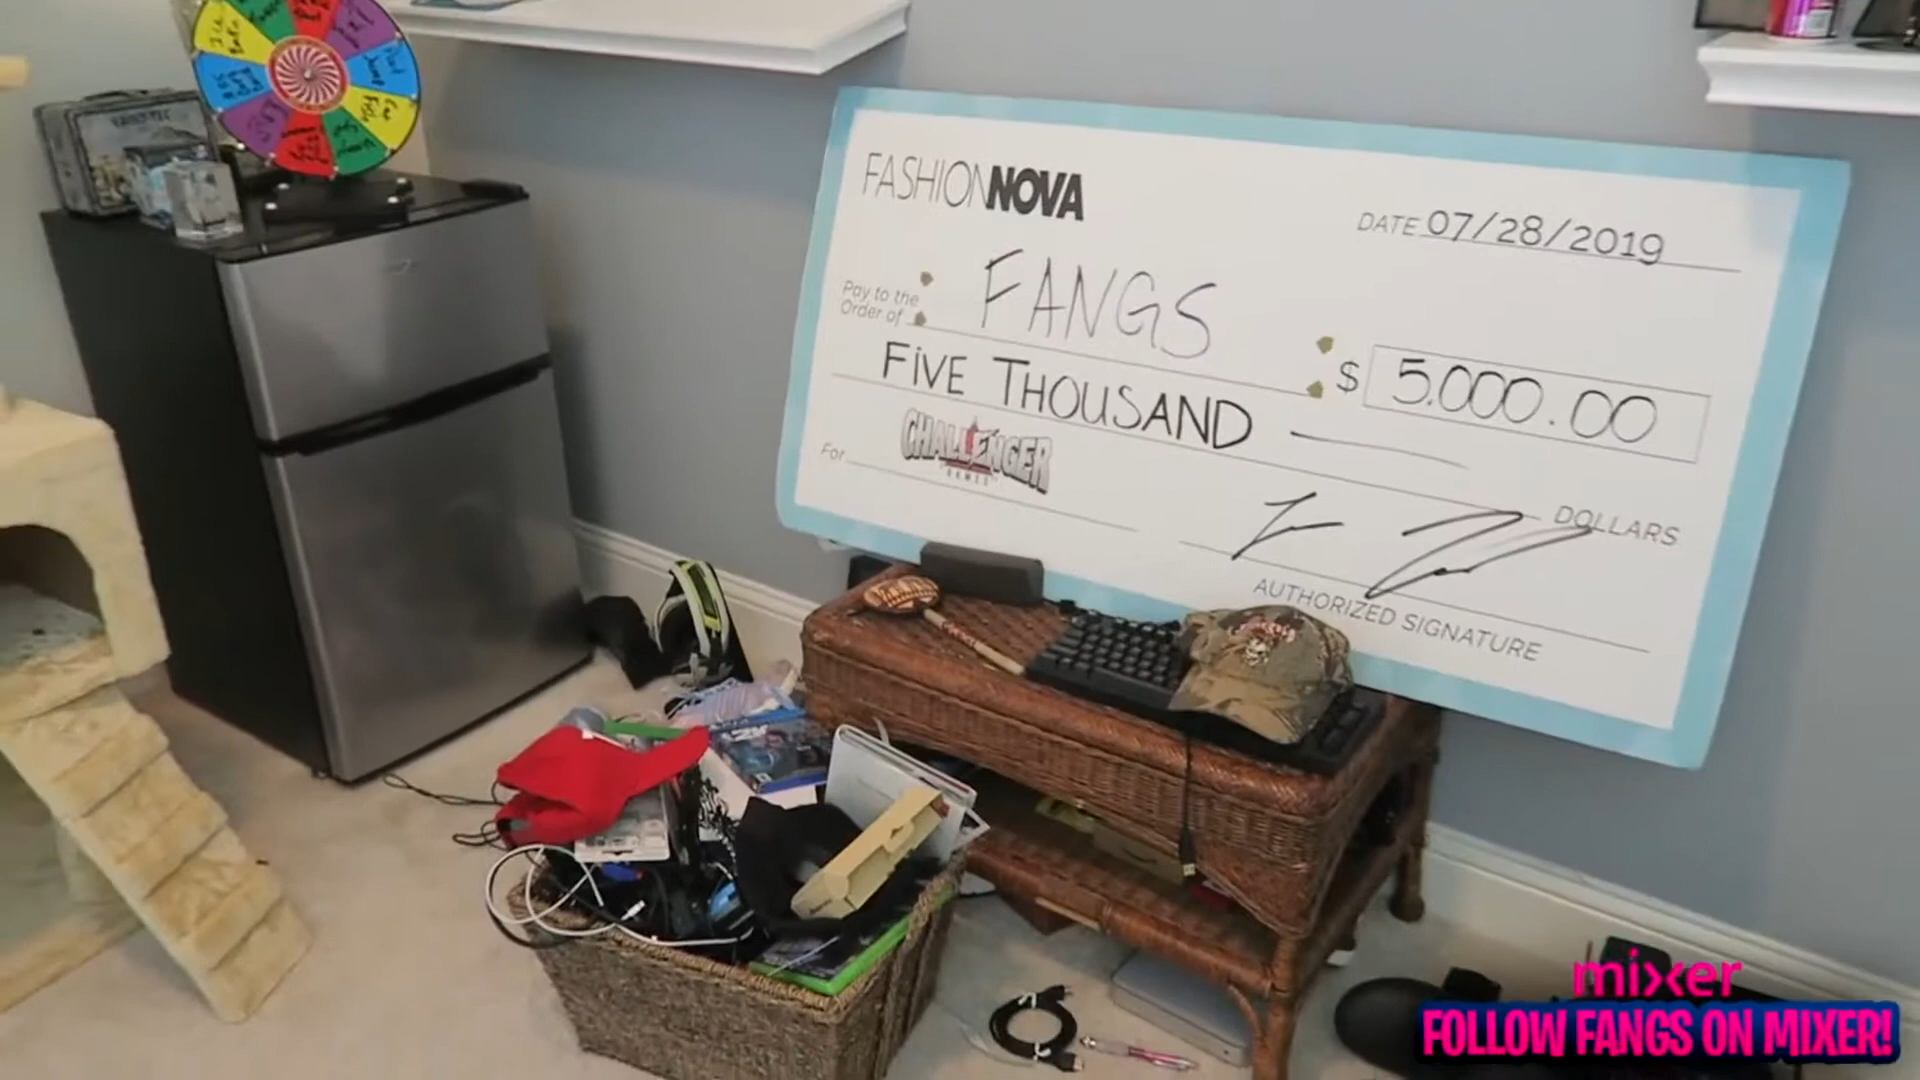 FASHIONNOVA
DATE 07/28/2019
Pay to the
Order of
FANGS
$ 5,000.00
FIVE THOUSAND
DOLLARS
For
CHALLENGER
GAMES
AUTHORIZED SIGNATURE
mixer
FOLLOW FANGS ON MIXER!